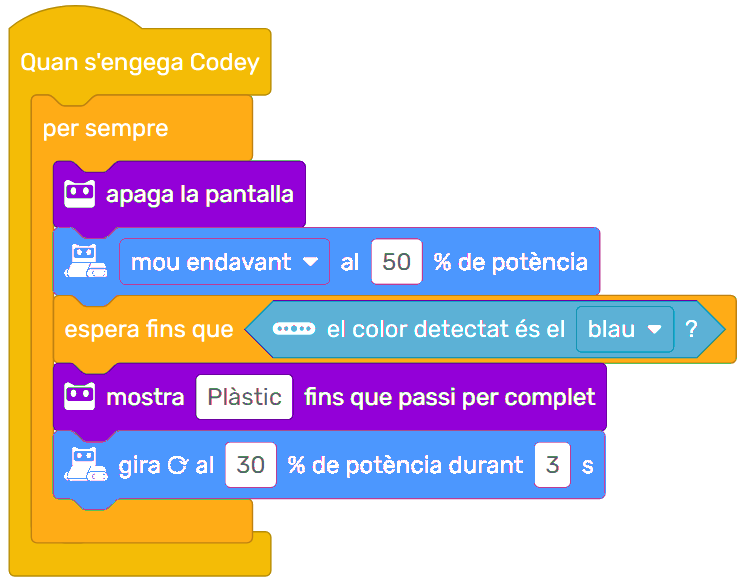 Quan s'engega Codey
per sempre
apaga la pantalla
mou endavant al 50 % de potència
espera fins que el color detectat és el blau ?
mostra Plàstic fins que passi per complet
gira al 30 % de potència durant 3 s